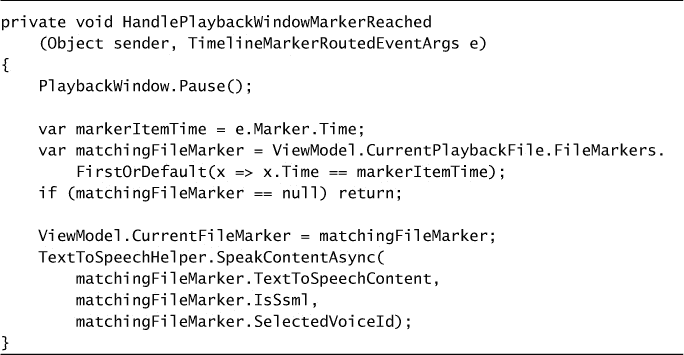 private void HandlePlaybackWindowMarkerReached
    (Object sender, TimelineMarkerRoutedEventArgs e)
{
    PlaybackWindow.Pause();

    var markerItemTime = e.Marker.Time;
    var matchingFileMarker = ViewModel.CurrentPlaybackFile.FileMarkers.
        FirstOrDefault(x => x.Time == markerItemTime);
    if (matchingFileMarker == null) return;

    ViewModel.CurrentFileMarker = matchingFileMarker;
    TextToSpeechHelper.SpeakContentAsync(
        matchingFileMarker.TextToSpeechContent,
        matchingFileMarker.IsSsml,
        matchingFileMarker.SelectedVoiceId);
}